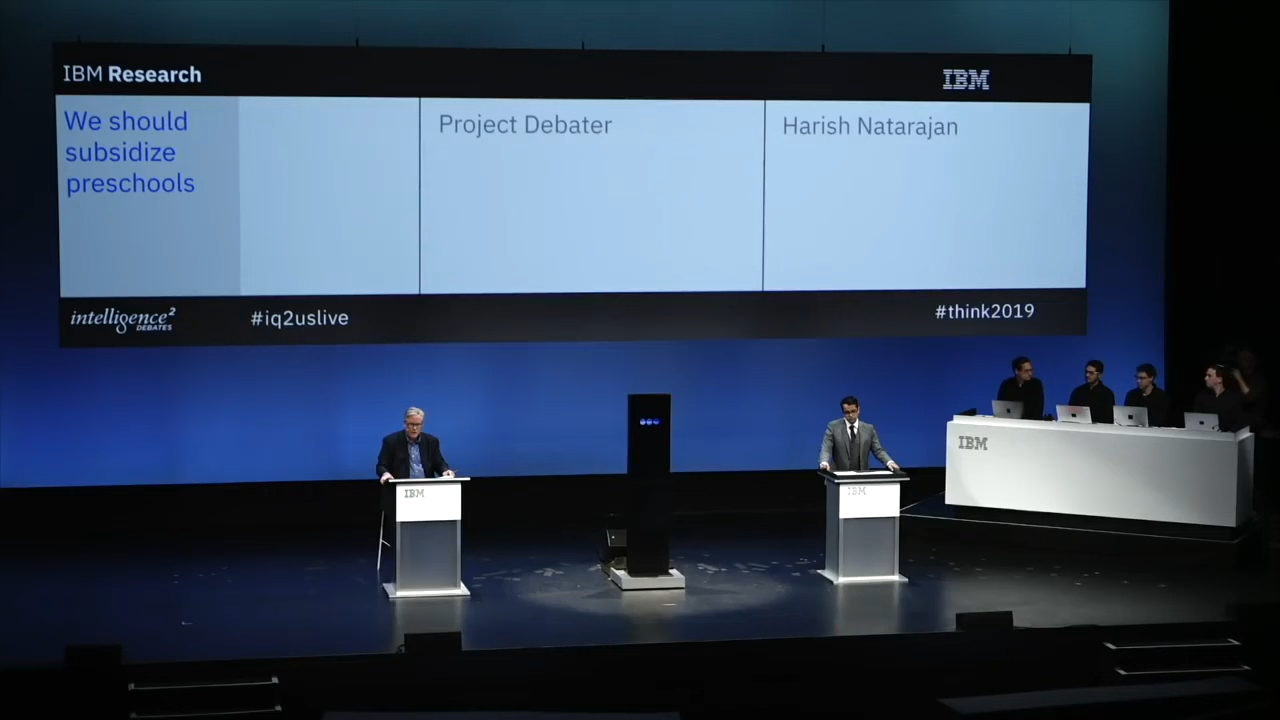 IBM Research
IBM
We should
subsidize
preschools
Project Debater
Harish Natarajan
intelligence²
DEBATES
#iq2uslive
#think2019
IBM
IBM
IBM